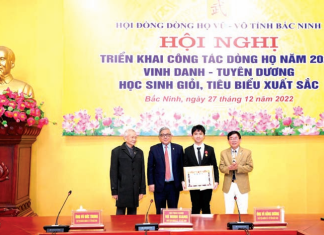 HỘI ĐỒNG DÒNG HỌ VŨ - VÕ TỈNH BẮC NINH
HỘI NGHỊ
TRIỂN KHAI CÔNG TÁC DÒNG HỌ NĂM 20
VINH DANH - TUYÊN DƯƠNG
HỌC SINH GIỎI, TIÊU BIỂU XUẤT SẮC
Bắc Ninh, ngày 27 tháng 12 năm 2022